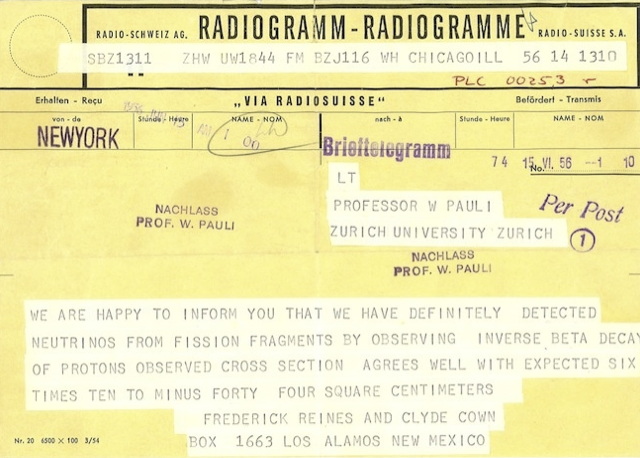 RADIO-SCHWEIZ AG. RADIOGRAMM-RADIOGRAMME RADIO-SUISSE S.A.
SBZ1311 ZHW UW1844 FM BZJ116 WH CHICAGOILL 56 14 1310
PLC 00253
Erhalten - Reçu „VIA RADIOSUISSE" Befördert - Transmis
von - de Stunde - Heure NAME - NOM nach - à Stunde - Heure NAME - NOM
NEWYORK
Brieftelegramm
74 15.VI.56 --1 10
LT
PROFESSOR W PAULI
ZURICH UNIVERSITY ZURICH
Per Post
1
NACHLASS
PROF. W. PAULI
NACHLASS
PROF. W. PAULI
WE ARE HAPPY TO INFORM YOU THAT WE HAVE DEFINITELY DETECTED
NEUTRINOS FROM FISSION FRAGMENTS BY OBSERVING INVERSE BETA DECAY
OF PROTONS OBSERVED CROSS SECTION AGREES WELL WITH EXPECTED SIX
TIMES TEN TO MINUS FORTY FOUR SQUARE CENTIMETERS
FREDERICK REINES AND CLYDE COWN
BOX 1663 LOS ALAMOS NEW MEXICO
Nr. 20 6500 × 100 3/54